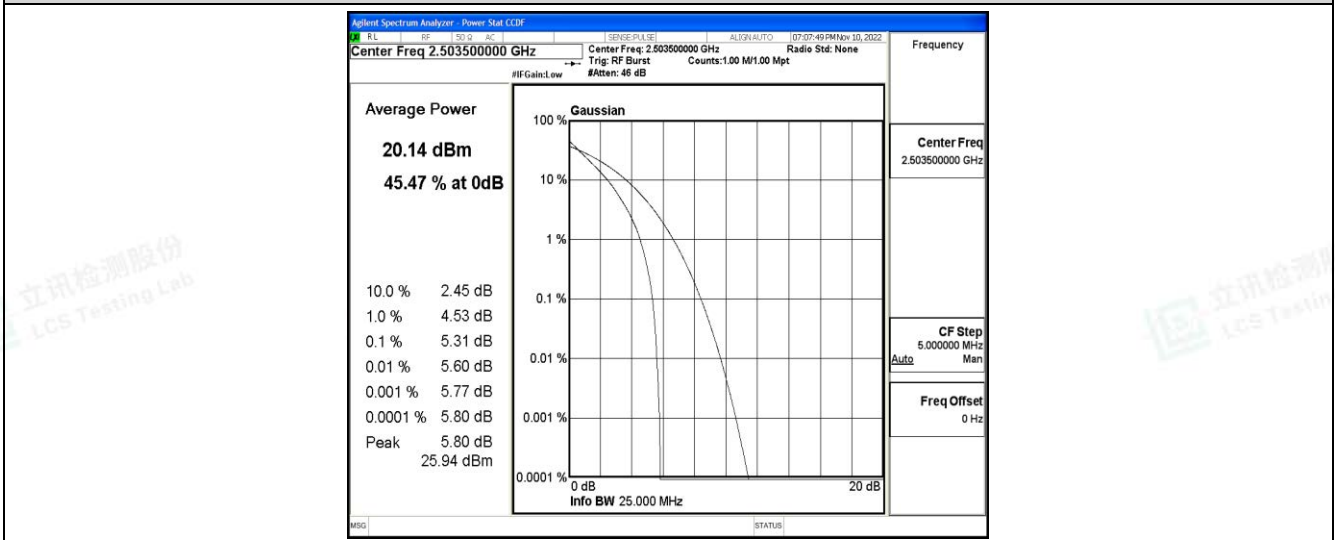 Agilent Spectrum Analyzer - Power Stat CCDF
RL RF 50 Ω AC SENSE:PULSE ALIGN AUTO 07:07:49 PM Nov 10, 2022
Center Freq 2.503500000 GHz
Center Freq: 2.503500000 GHz Radio Std: None
Trig: RF Burst Counts:1.00 M/1.00 Mpt
#IFGain:Low #Atten: 46 dB
Frequency
Average Power
20.14 dBm
45.47 % at 0dB
10.0 % 2.45 dB
1.0 % 4.53 dB
0.1 % 5.31 dB
0.01 % 5.60 dB
0.001 % 5.77 dB
0.0001 % 5.80 dB
Peak 5.80 dB
25.94 dBm
Gaussian
100 %
10 %
1 %
0.1 %
0.01 %
0.001 %
0.0001 %
0 dB 20 dB
Info BW 25.000 MHz
Center Freq
2.503500000 GHz
CF Step
5.000000 MHz
Auto Man
Freq Offset
0 Hz
MSG STATUS
立讯检测股份
LCS Testing Lab
立讯检测
LCS Testin